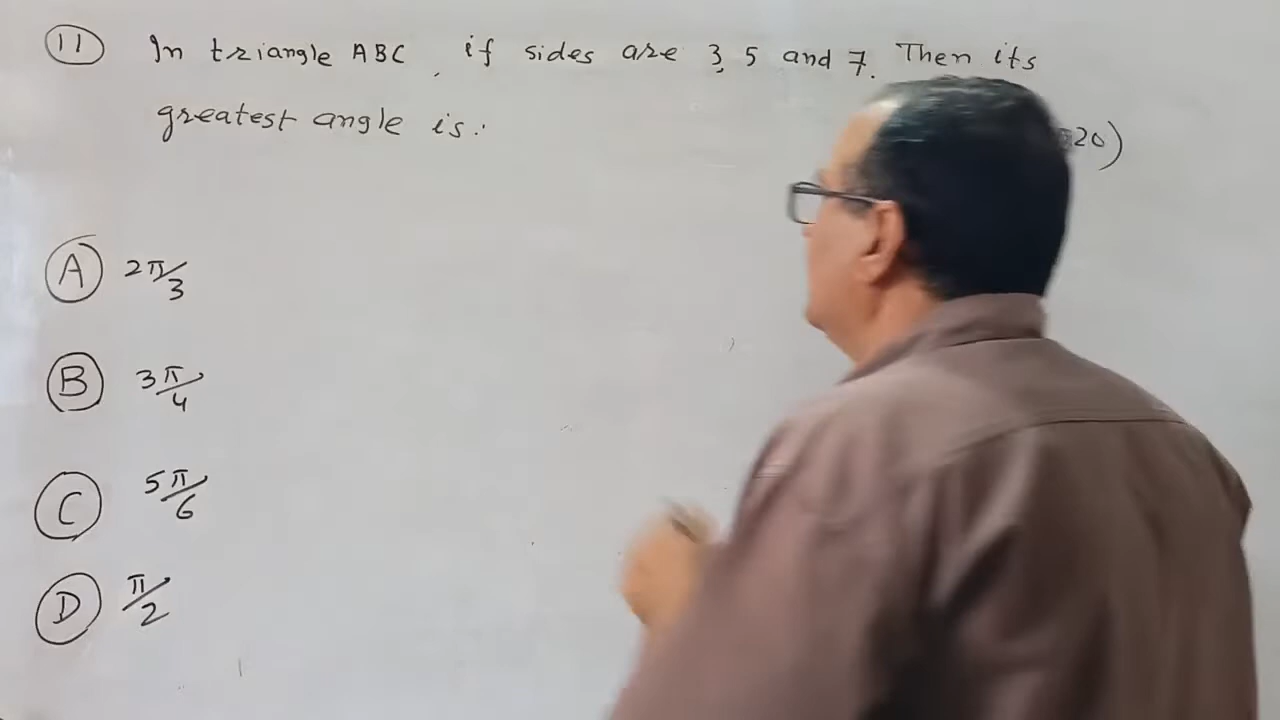 11 In triangle ABC, if sides are 3, 5 and 7. Then its
greatest angle is:
20)
A 2π/3
B 3π/4
C 5π/6
D π/2